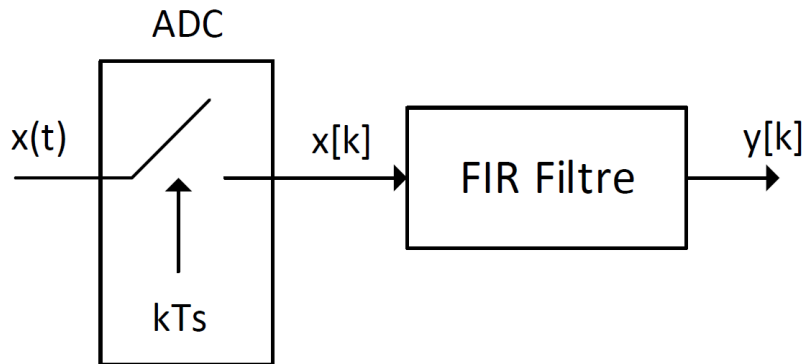 ADC
x(t)
x[k]
FIR Filtre
y[k]
kTs